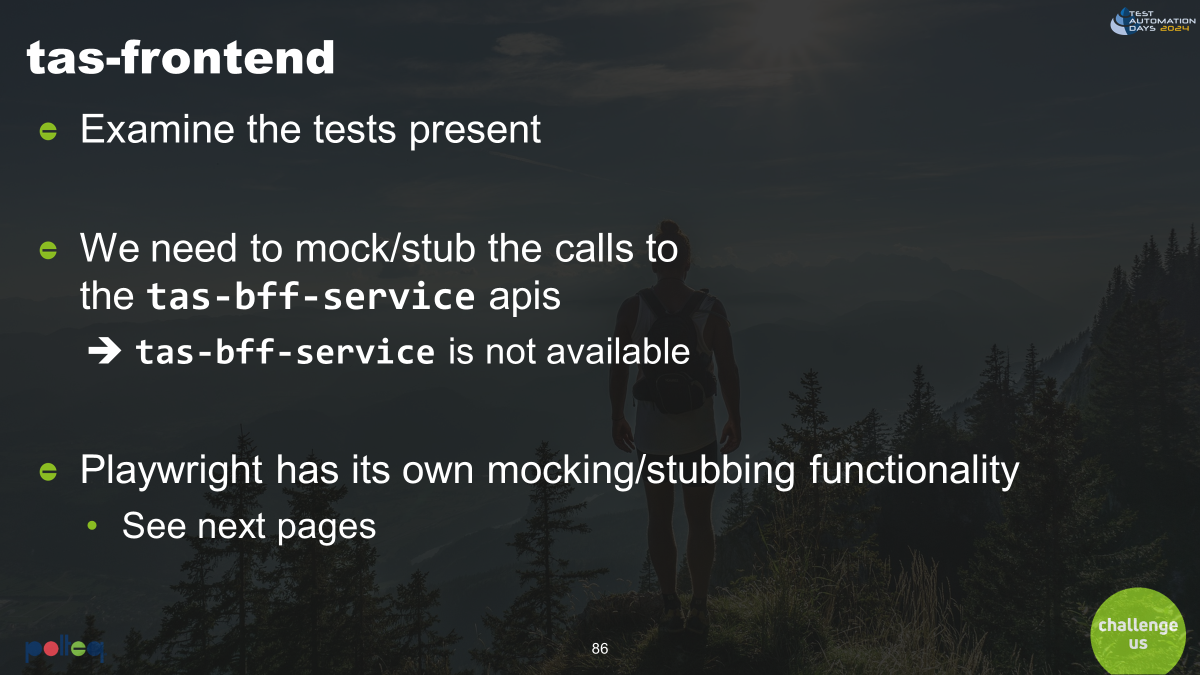 TEST
AUTOMATION
DAYS 2024
tas-frontend
Examine the tests present
We need to mock/stub the calls to
the tas-bff-service apis
➔ tas-bff-service is not available
Playwright has its own mocking/stubbing functionality
• See next pages
polteq
86
challenge
us